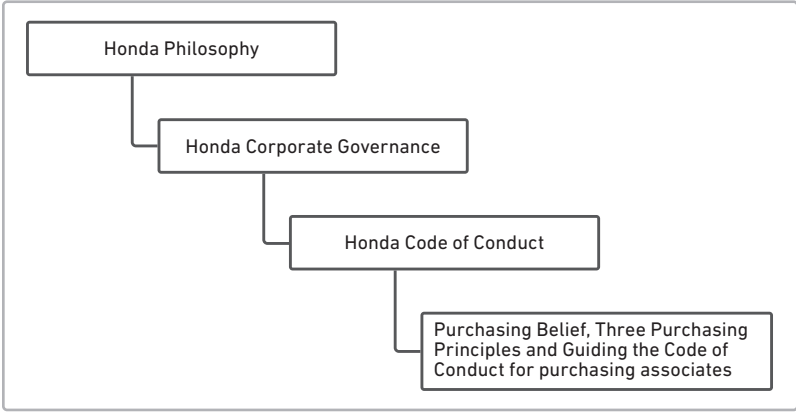 Honda Philosophy
Honda Corporate Governance
Honda Code of Conduct
Purchasing Belief, Three Purchasing
Principles and Guiding the Code of
Conduct for purchasing associates